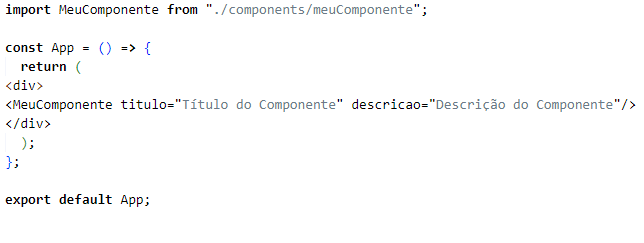 import MeuComponente from "./components/meuComponente";
const App = () => {
return (
<div>
<MeuComponente titulo="Título do Componente" descricao="Descrição do Componente"/>
</div>
);
};
export default App;